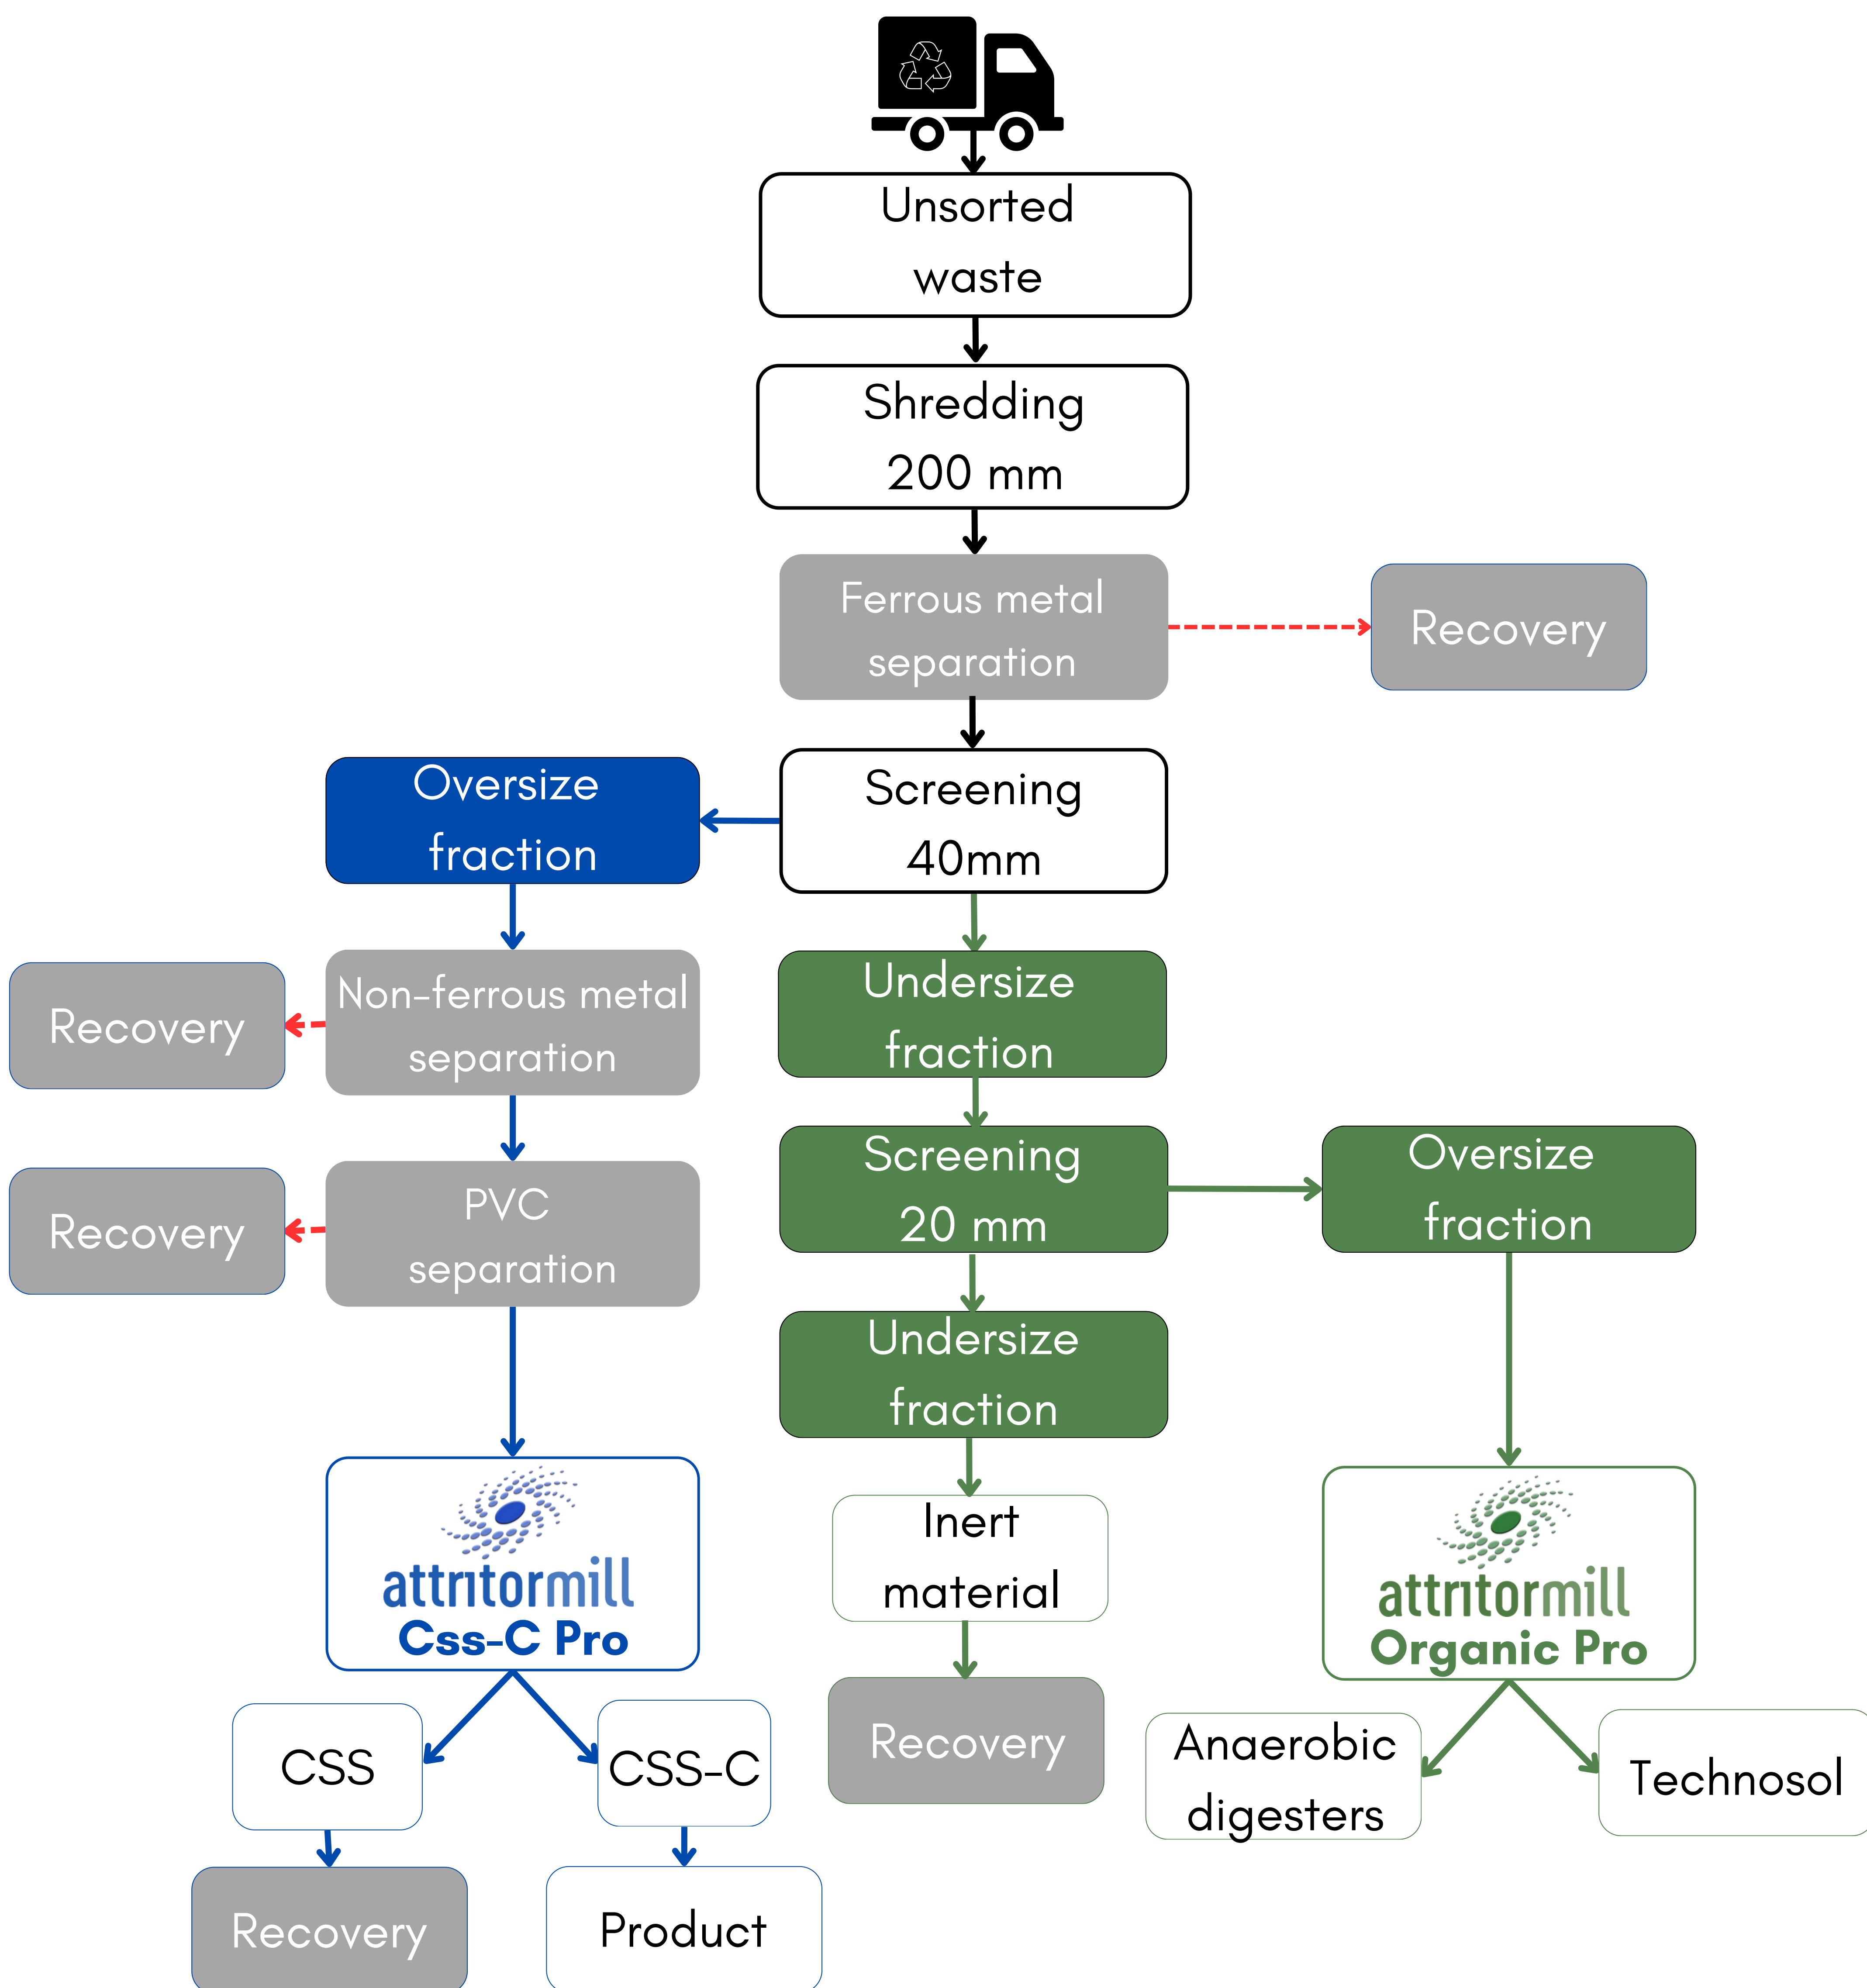 Unsorted
waste
Shredding
200 mm
Ferrous metal
separation
Recovery
Oversize
fraction
Screening
40mm
Recovery
Non-ferrous metal
separation
Undersize
fraction
Recovery
PVC
separation
Screening
20 mm
Oversize
fraction
Undersize
fraction
attritormill
Css-C Pro
Inert
material
attritormill
Organic Pro
CSS
CSS-C
Recovery
Anaerobic
digesters
Technosol
Recovery
Product